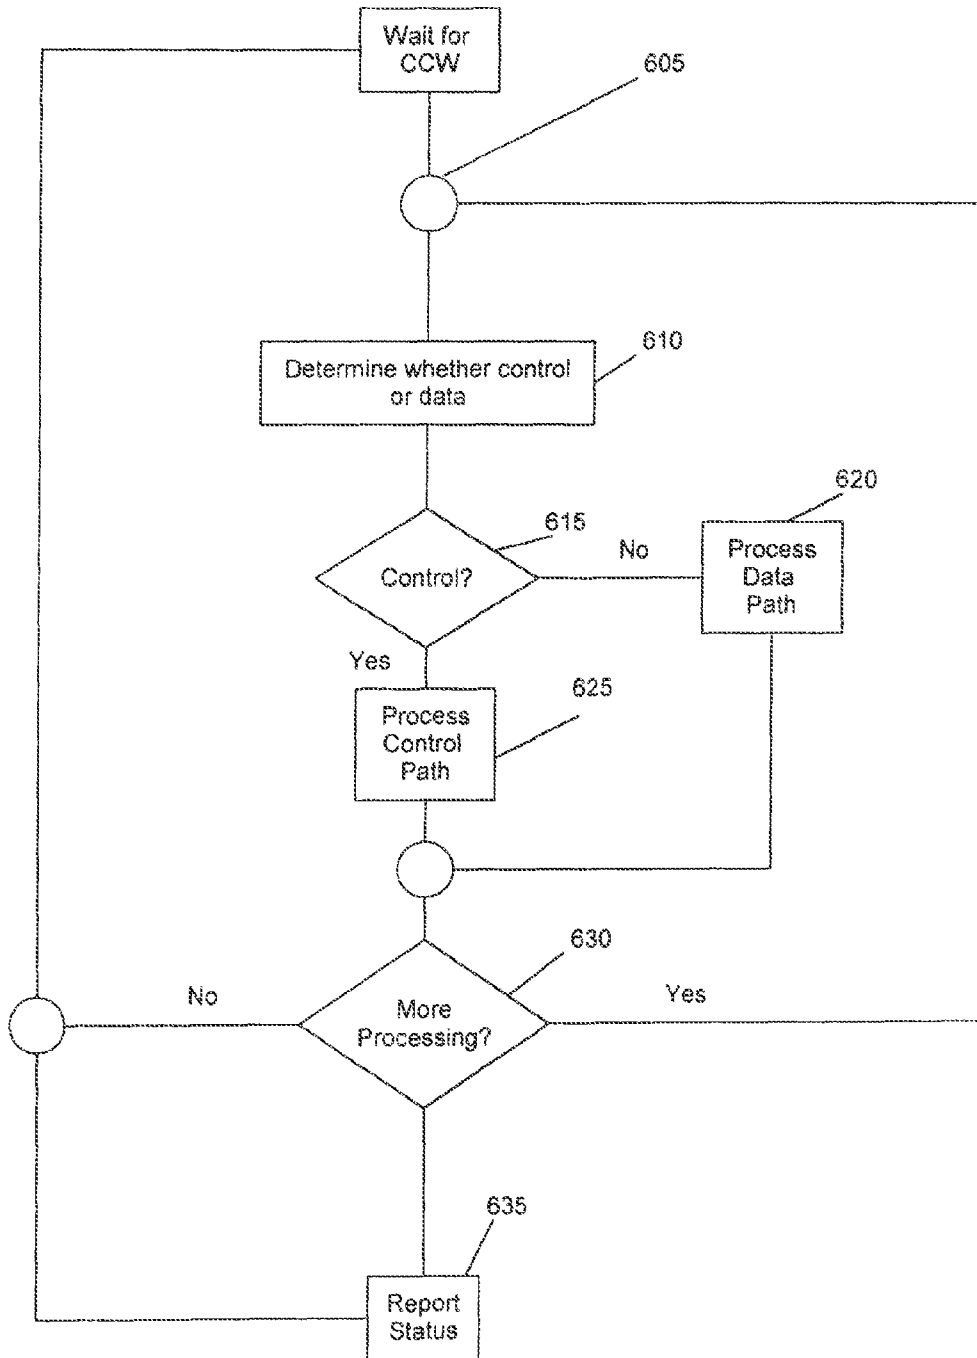 Wait for
CCW
605
610
Determine whether control
or data
620
615
No
Process
Data
Path
Control?
Yes
625
Process
Control
Path
630
No
Yes
More
Processing?
635
Report
Status